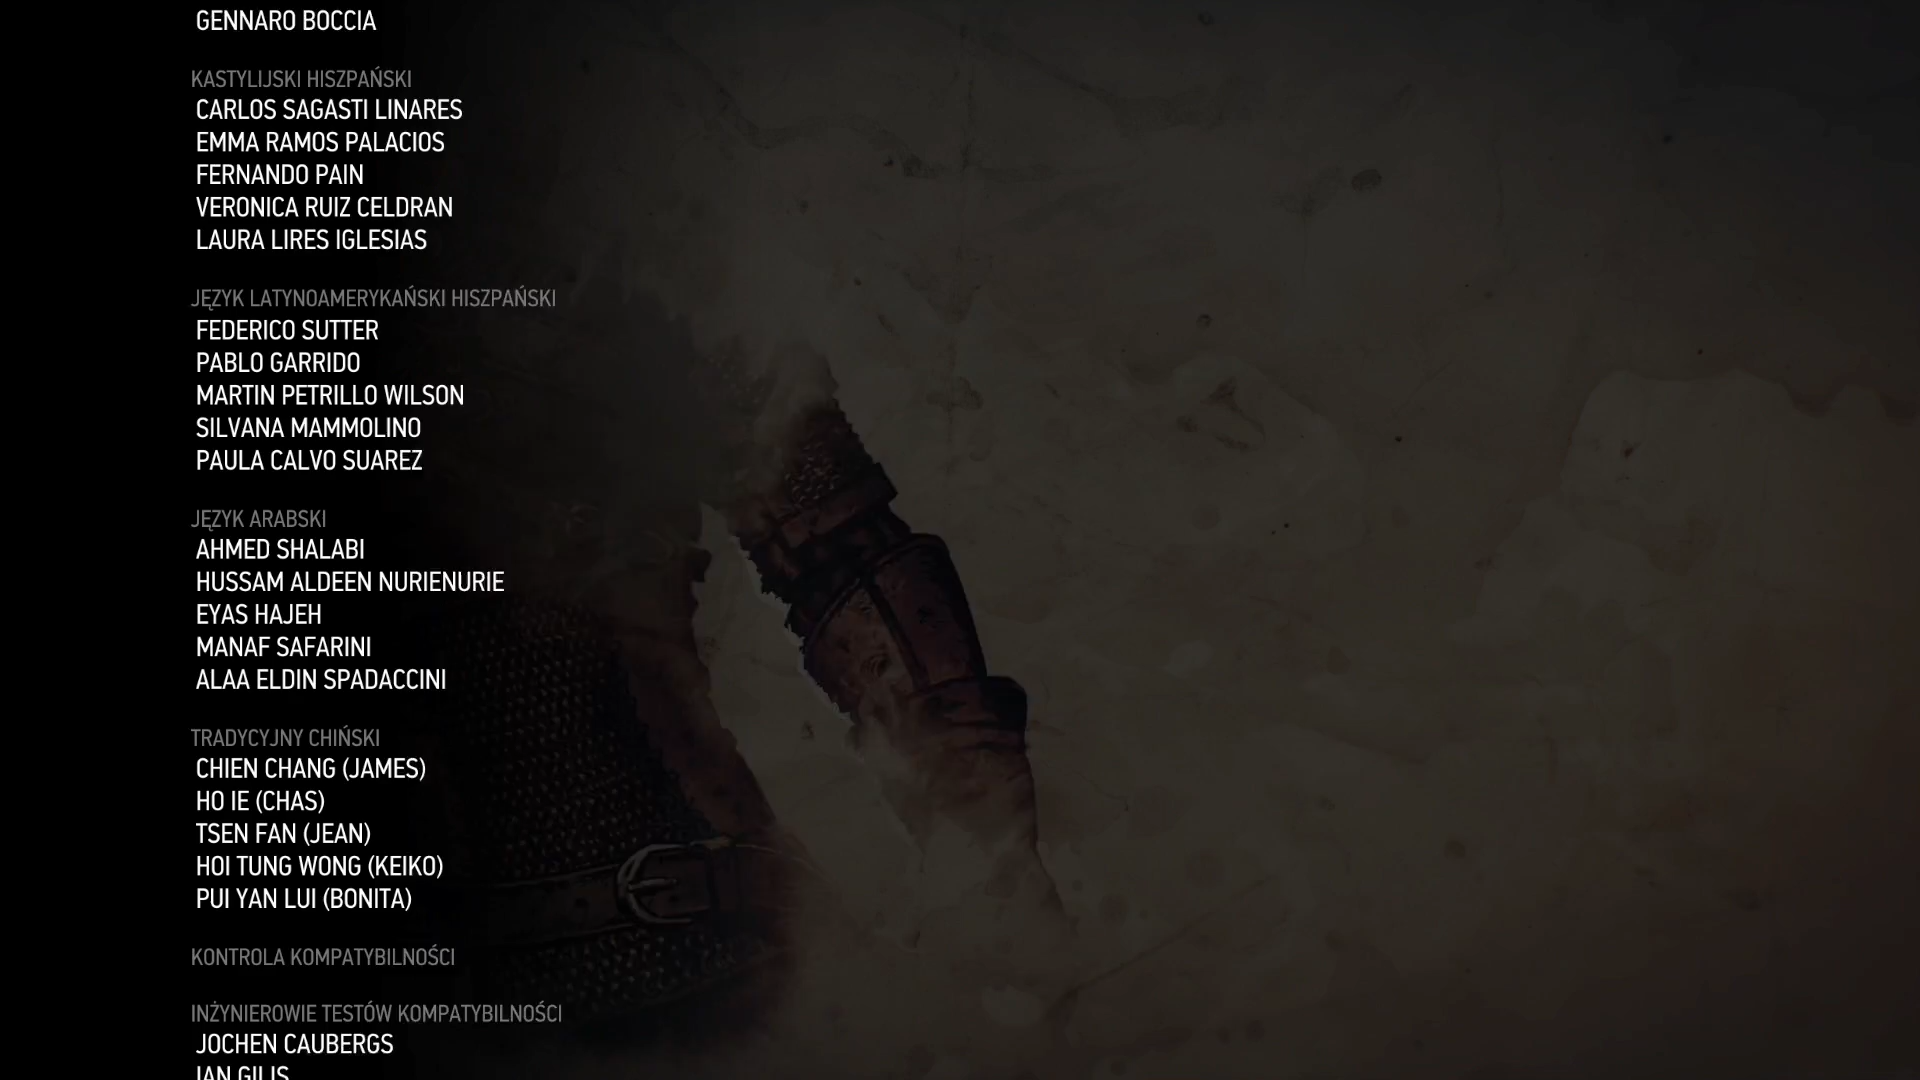 GENNARO BOCCIA
KASTYLIJSKI HISZPAŃSKI
CARLOS SAGASTI LINARES
EMMA RAMOS PALACIOS
FERNANDO PAIN
VERONICA RUIZ CELDRAN
LAURA LIRES IGLESIAS
JĘZYK LATYNOAMERYKAŃSKI HISZPAŃSKI
FEDERICO SUTTER
PABLO GARRIDO
MARTIN PETRILLO WILSON
SILVANA MAMMOLINO
PAULA CALVO SUAREZ
JĘZYK ARABSKI
AHMED SHALABI
HUSSAM ALDEEN NURIENURIE
EYAS HAJEH
MANAF SAFARINI
ALAA ELDIN SPADACCINI
TRADYCYJNY CHIŃSKI
CHIEN CHANG (JAMES)
HO IE (CHAS)
TSEN FAN (JEAN)
HOI TUNG WONG (KEIKO)
PUI YAN LUI (BONITA)
KONTROLA KOMPATYBILNOŚCI
INŻYNIEROWIE TESTÓW KOMPATYBILNOŚCI
JOCHEN CAUBERGS
JAN GILIS